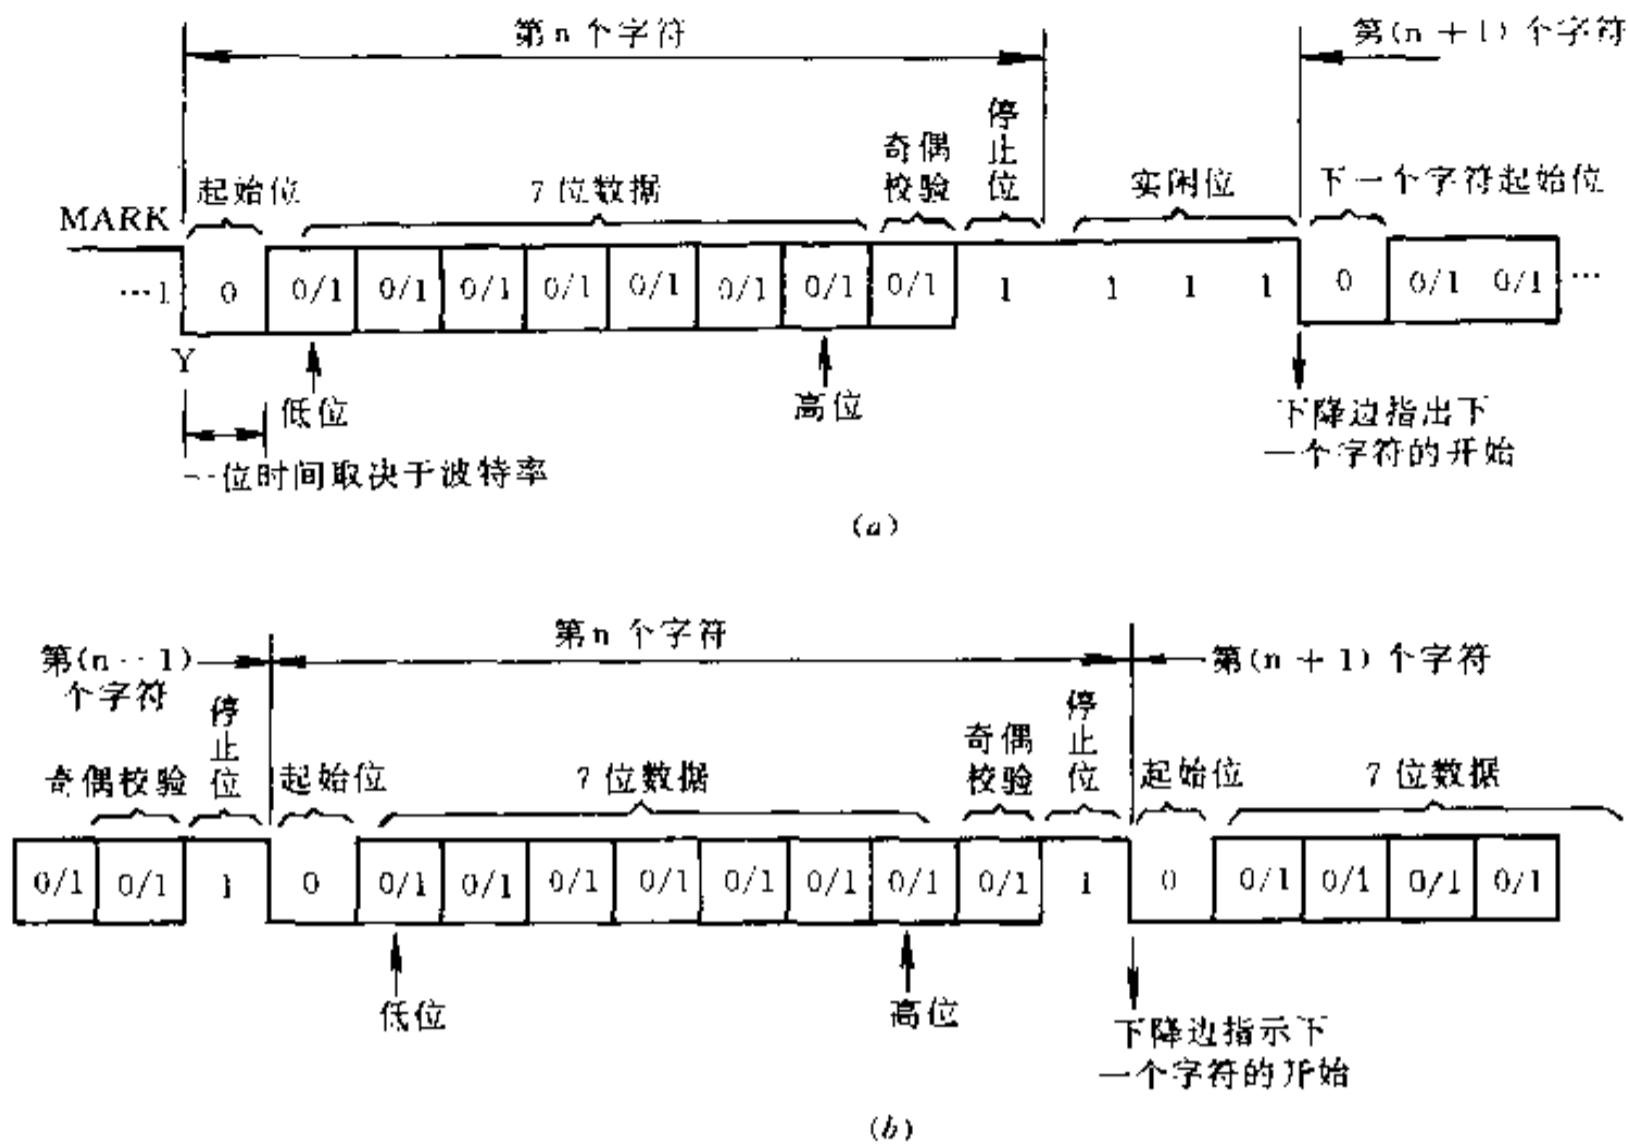 第n个字符
第(n+1)个字符
停止位
奇偶校验
起始位
7位数据
实闲位
下一个字符起始位
MARK
…1 0 0/1 0/1 0/1 0/1 0/1 0/1 0/1 0/1 1 1 1 1 0 0/1 0/1 …
Y
低位
高位
下降边指出下
一个字符的开始
一位时间取决于波特率
(a)
第n个字符
第(n-1)
个字符
第(n+1)个字符
停止位
停止位
奇偶校验
起始位
7位数据
奇偶校验
起始位
7位数据
0/1 0/1 1 0 0/1 0/1 0/1 0/1 0/1 0/1 0/1 0/1 1 0 0/1 0/1 0/1 0/1
低位
高位
下降边指示下
一个字符的开始
(b)